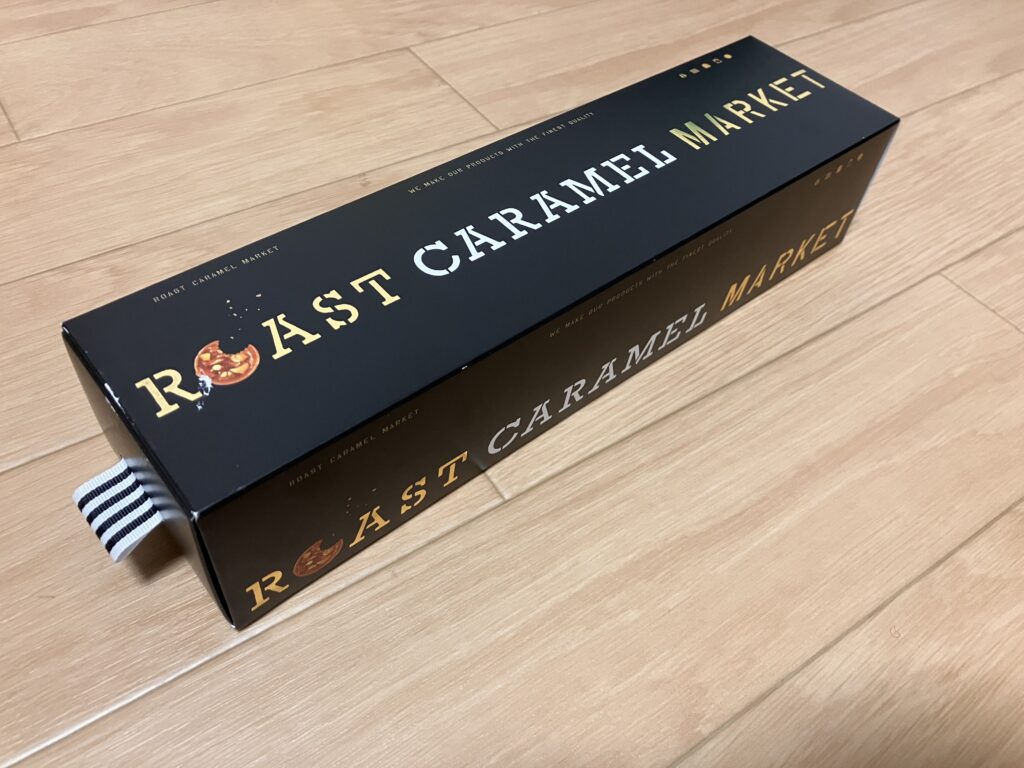 ROAST CARAMEL MARKET
WE MAKE OUR PRODUCTS WITH THE FINEST QUALITY
ROAST CARAMEL MARKET
ROAST CARAMEL MARKET
WE MAKE OUR PRODUCTS WITH THE FINEST QUALITY
ROAST CARAMEL MARKET